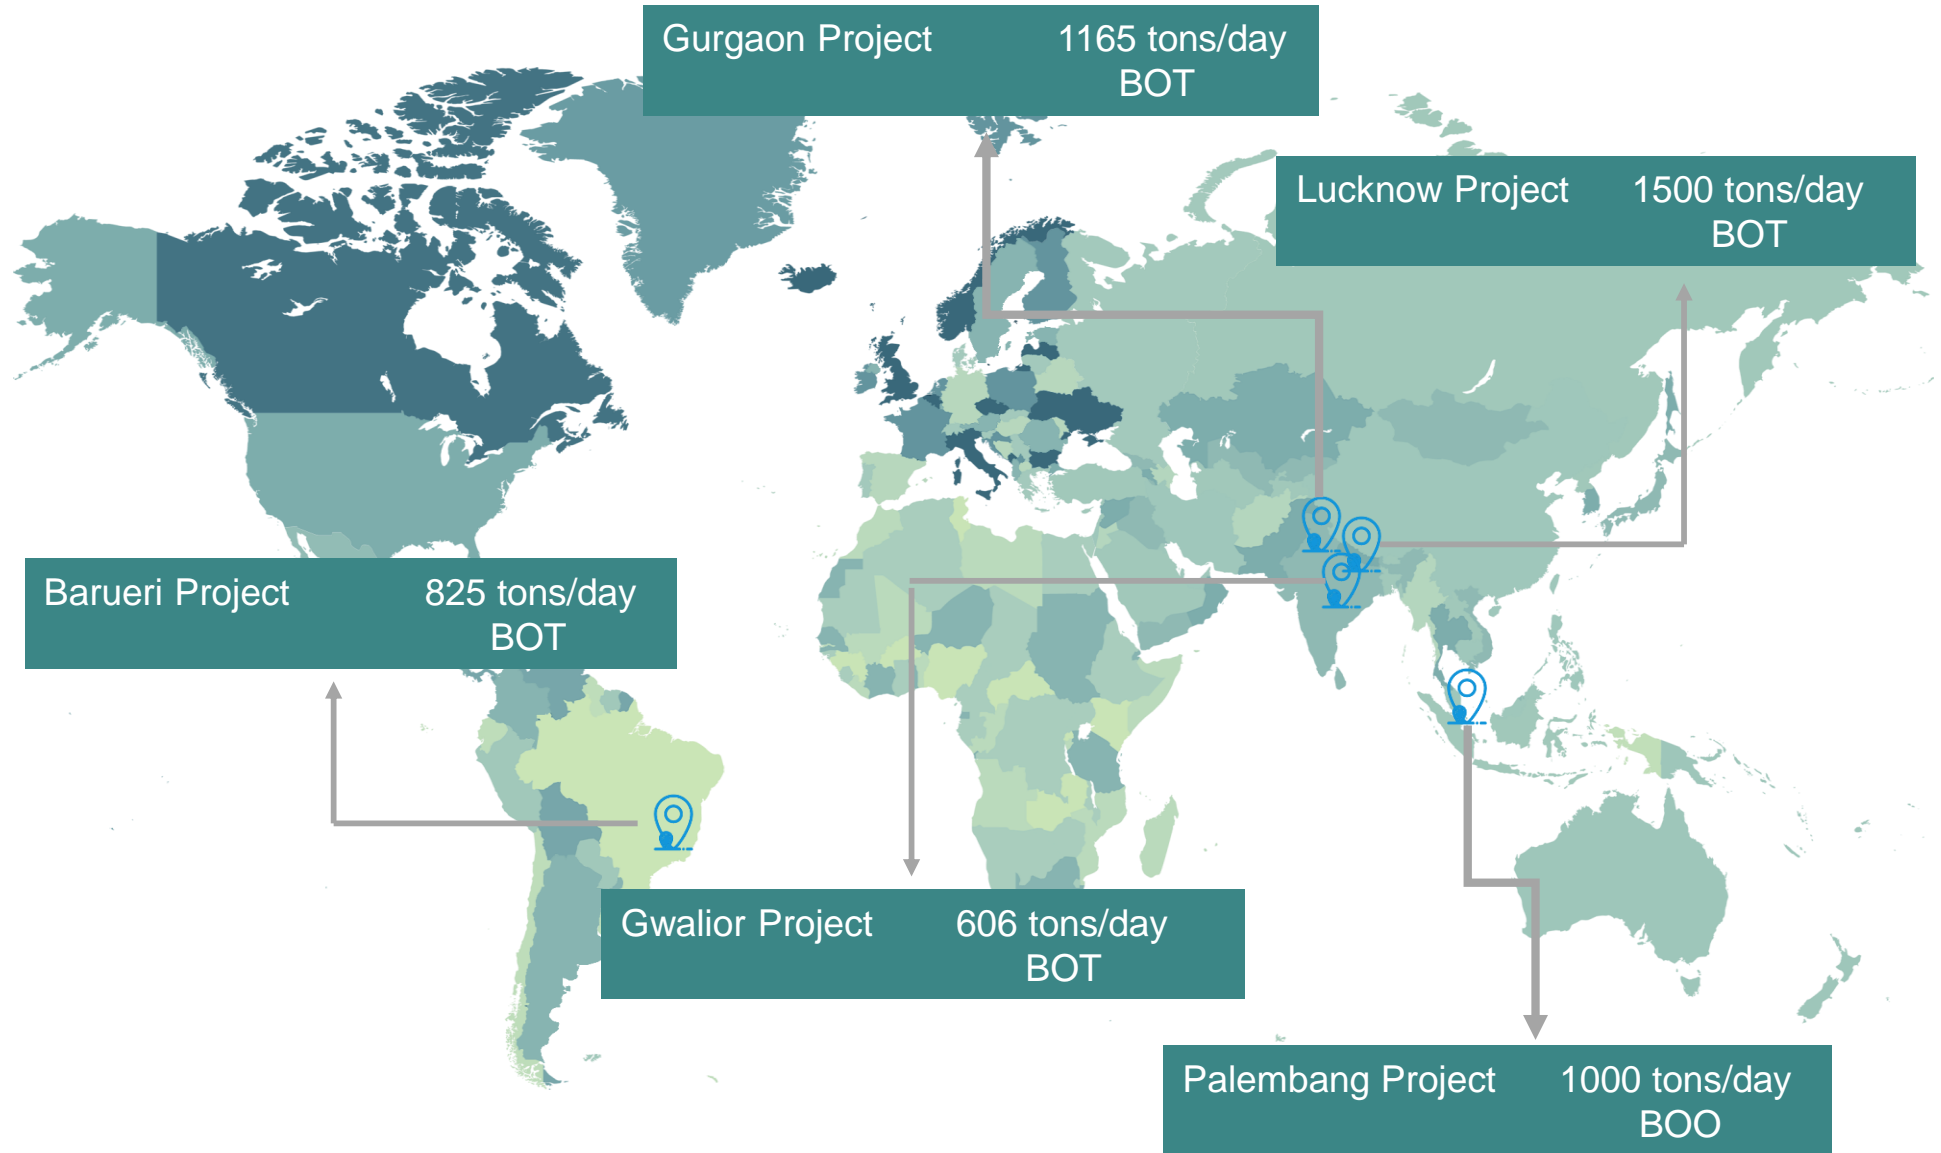 Gurgaon Project 1165 tons/day
BOT
Lucknow Project 1500 tons/day
BOT
Barueri Project 825 tons/day
BOT
Gwalior Project 606 tons/day
BOT
Palembang Project 1000 tons/day
BOO